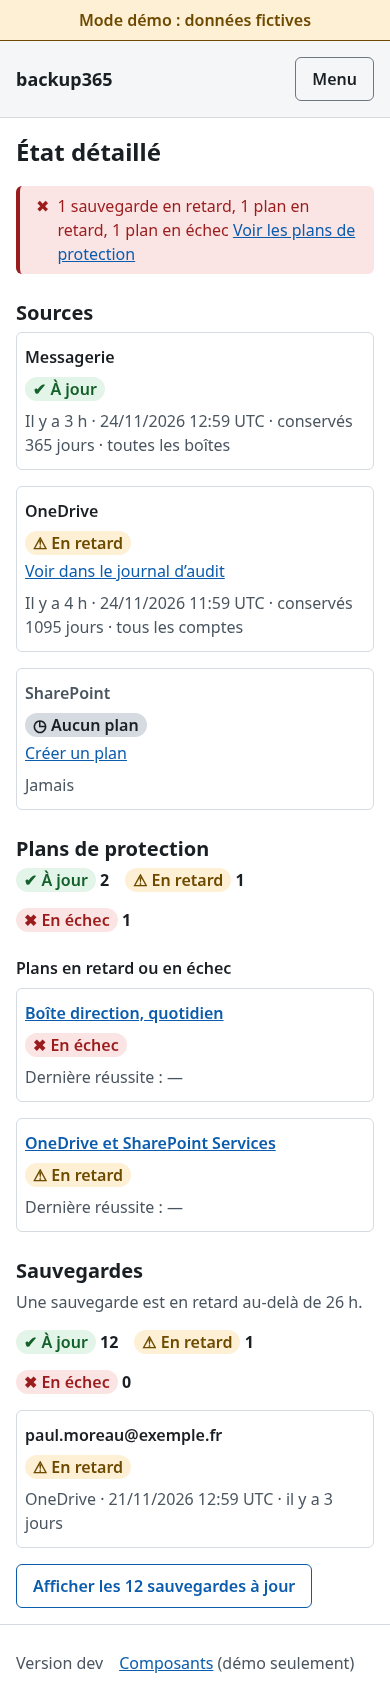 Mode démo : données fictives
backup365
Menu
État détaillé
✖ 1 sauvegarde en retard, 1 plan en
retard, 1 plan en échec Voir les plans de
protection
Sources
Messagerie
✔ À jour
Il y a 3 h · 24/11/2026 12:59 UTC · conservés
365 jours · toutes les boîtes
OneDrive
⚠ En retard
Voir dans le journal d’audit
Il y a 4 h · 24/11/2026 11:59 UTC · conservés
1095 jours · tous les comptes
SharePoint
◷ Aucun plan
Créer un plan
Jamais
Plans de protection
✔ À jour 2 ⚠ En retard 1
✖ En échec 1
Plans en retard ou en échec
Boîte direction, quotidien
✖ En échec
Dernière réussite : —
OneDrive et SharePoint Services
⚠ En retard
Dernière réussite : —
Sauvegardes
Une sauvegarde est en retard au-delà de 26 h.
✔ À jour 12 ⚠ En retard 1
✖ En échec 0
paul.moreau@exemple.fr
⚠ En retard
OneDrive · 21/11/2026 12:59 UTC · il y a 3
jours
Afficher les 12 sauvegardes à jour
Version dev Composants (démo seulement)